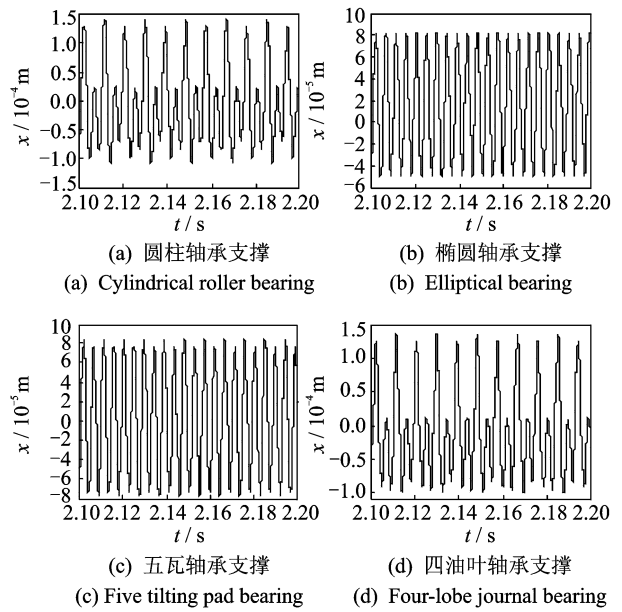 1.5
1.0
0.5
0.0
−0.5
−1.0
−1.5
x / 10⁻⁴ m
2.10 2.12 2.14 2.16 2.18 2.20
t / s
(a) 圆柱轴承支撑
(a) Cylindrical roller bearing
10
8
6
4
2
0
−2
−4
−6
x / 10⁻⁵ m
2.10 2.12 2.14 2.16 2.18 2.20
t / s
(b) 椭圆轴承支撑
(b) Elliptical bearing
10
8
6
4
2
0
−2
−4
−6
−8
x / 10⁻⁵ m
2.10 2.12 2.14 2.16 2.18 2.20
t / s
(c) 五瓦轴承支撑
(c) Five tilting pad bearing
1.5
1.0
0.5
0.0
−0.5
−1.0
x / 10⁻⁴ m
2.10 2.12 2.14 2.16 2.18 2.20
t / s
(d) 四油叶轴承支撑
(d) Four-lobe journal bearing